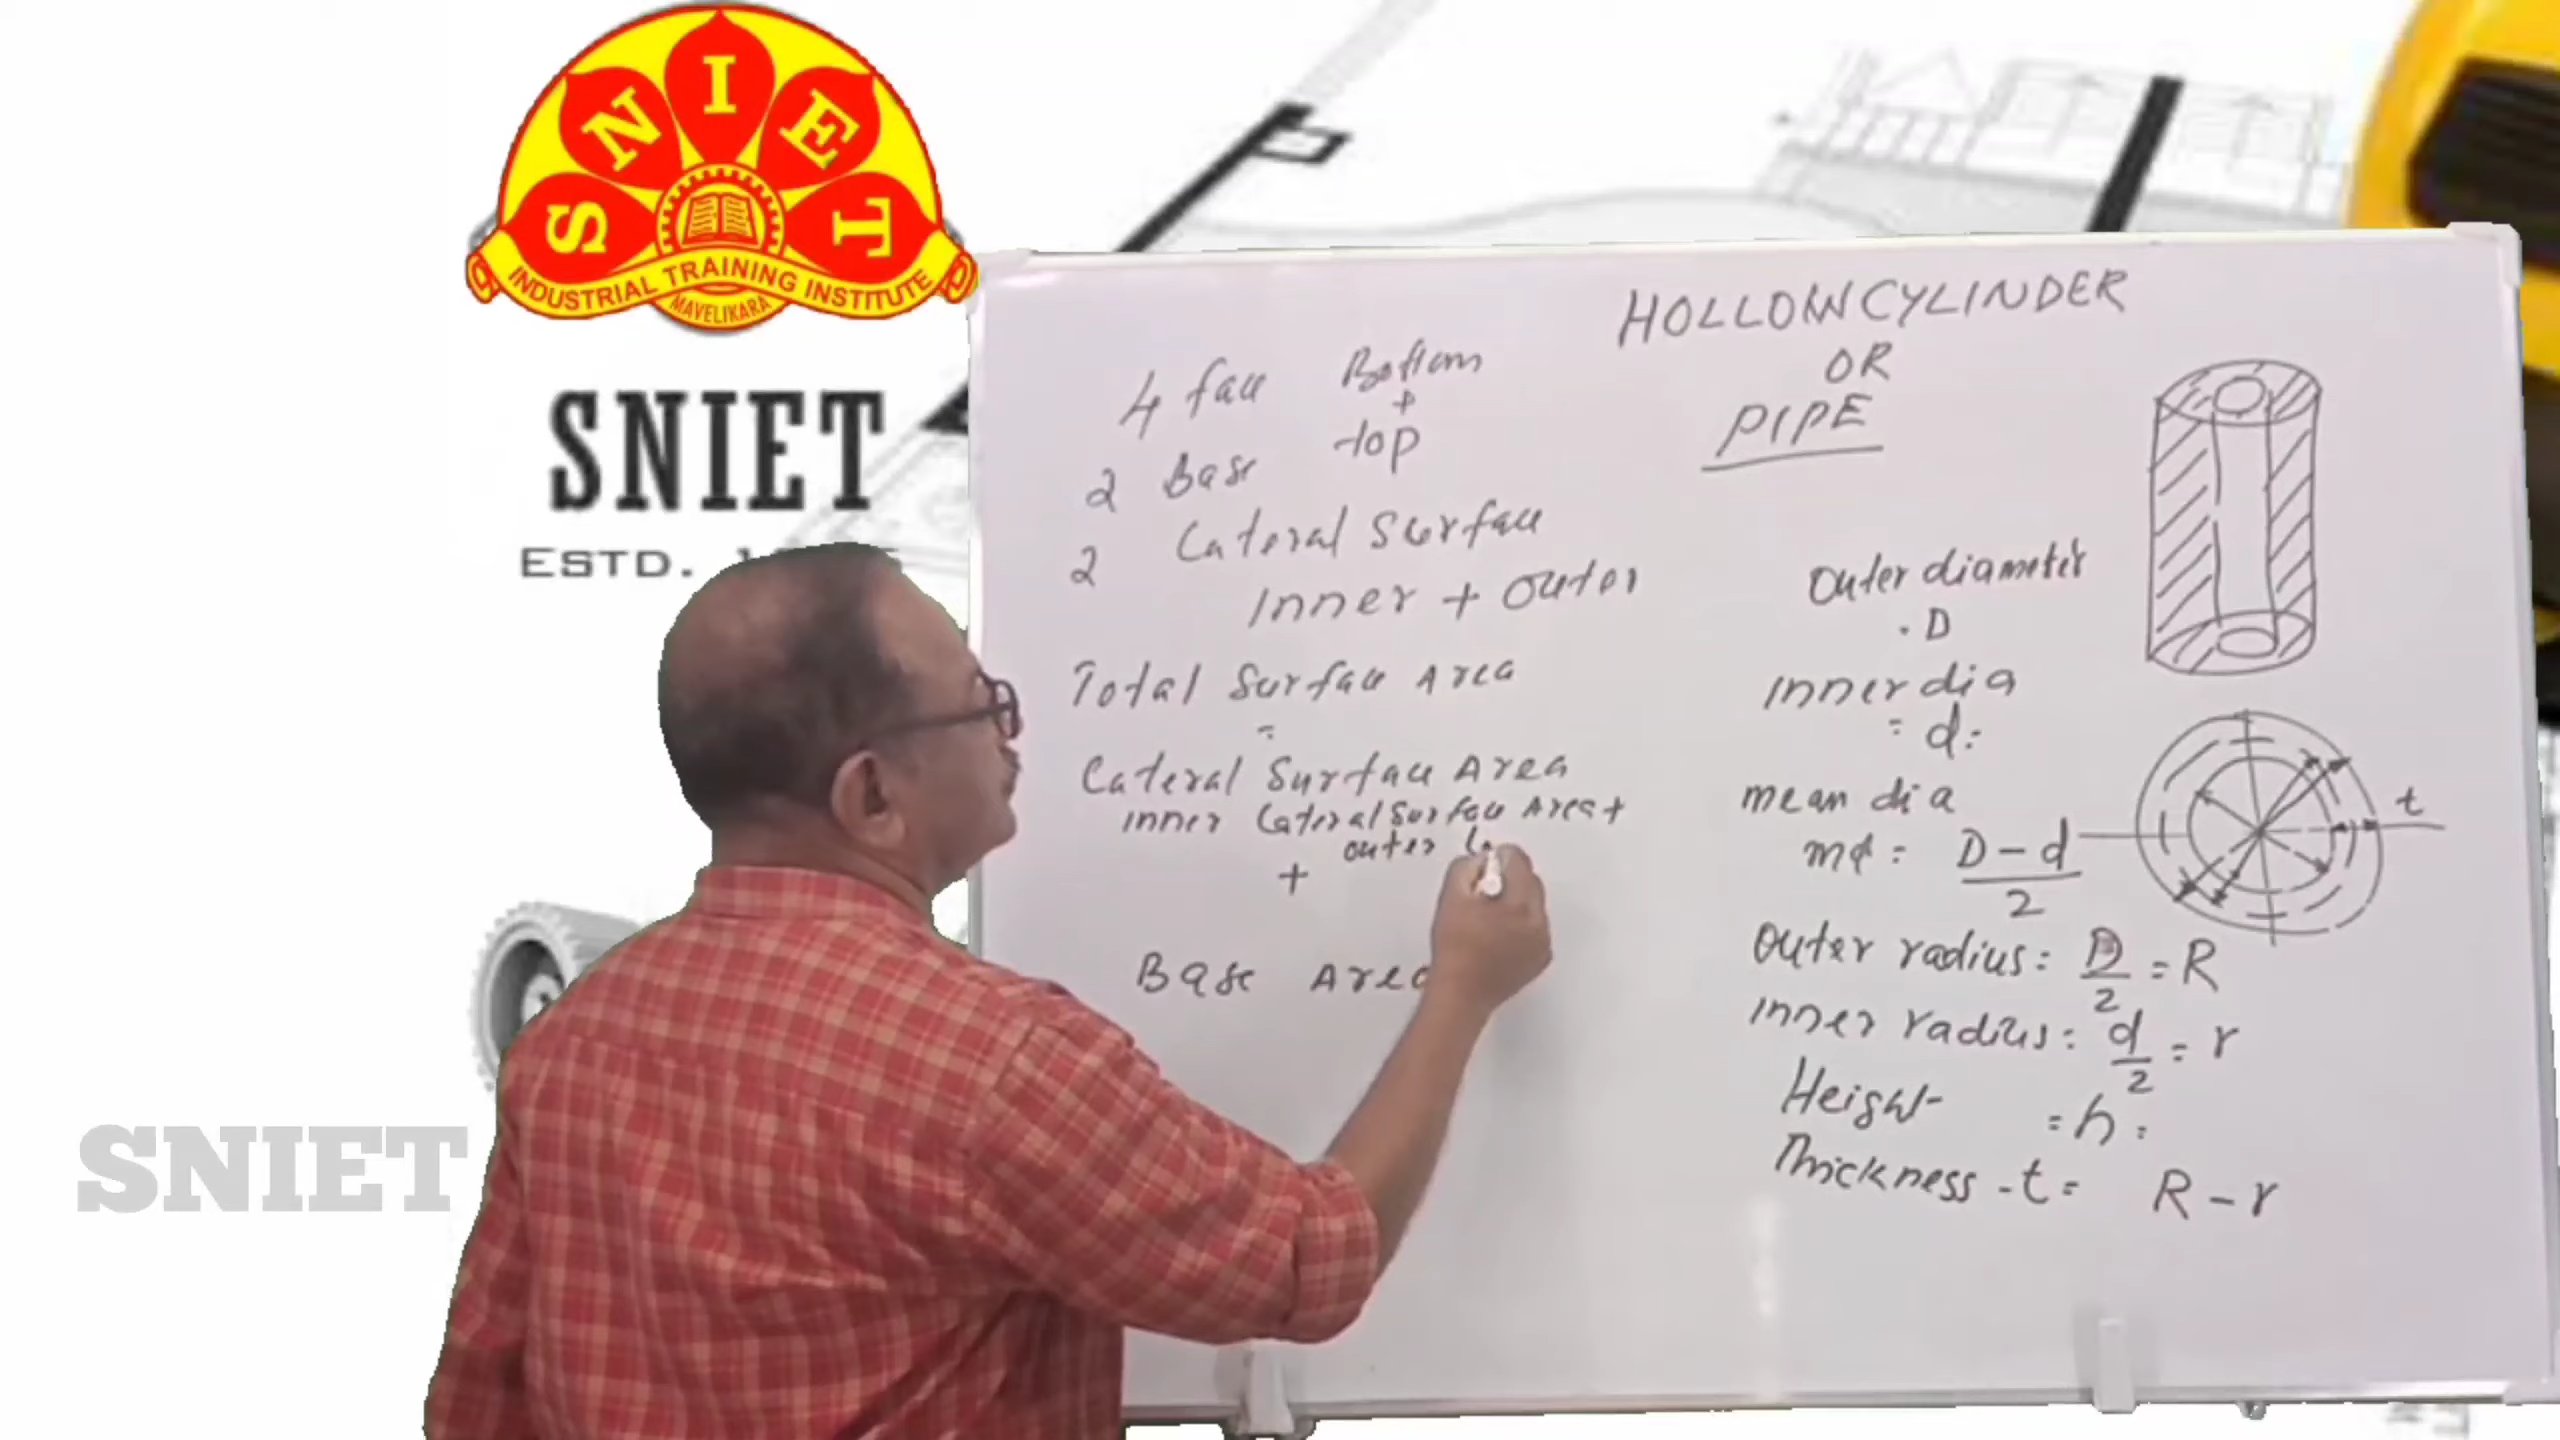 SNIET
INDUSTRIAL TRAINING INSTITUTE
MAVELIKARA
SNIET
ESTD.
SNIET
4 face Bottom
+
top
2 Base
2 Lateral Surface
Inner + Outer
Total Surface Area
=
Lateral Surface Area
inner Lateral Surface Area +
outer La
+
Base Area
HOLLOW CYLINDER
OR
PIPE
Outer diameter
. D
Inner dia
= d =
mean dia
md = D - d
2
t
Outer radius = D/2 = R
Inner radius = d/2 = r
Height = h =
Thickness - t = R - r